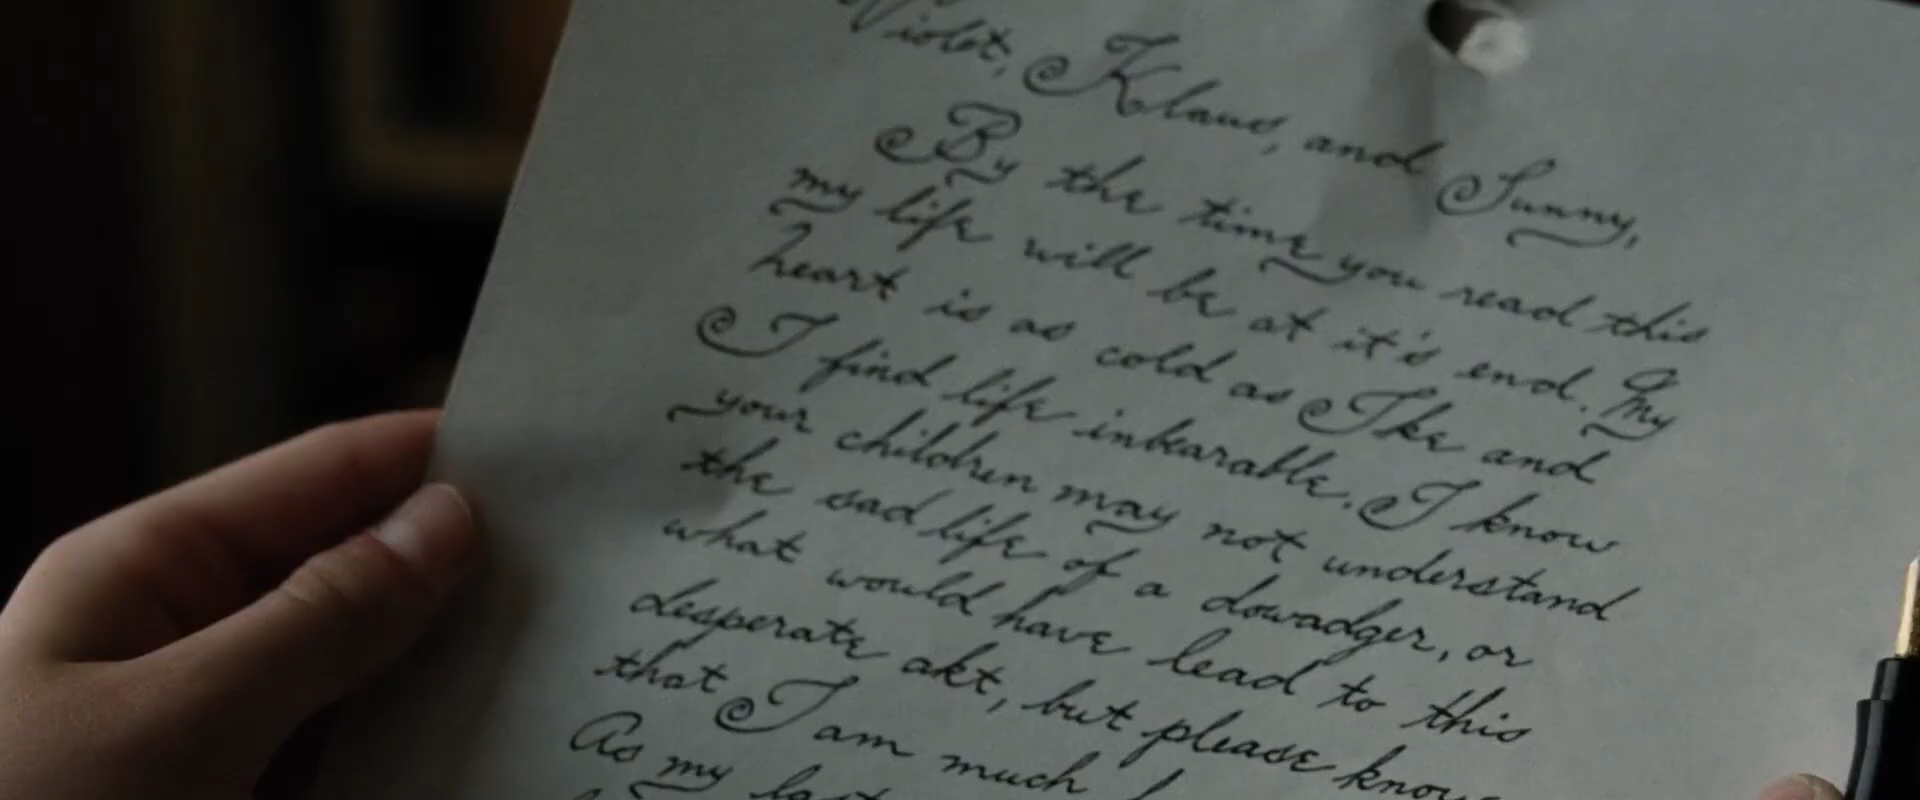 Violet, Klaus, and Sunny,
By the time you read this
my life will be at it's end. My
heart is as cold as Ike and
I find life inbearable. I know
your children may not understand
the sad life of a dowadger, or
what would have lead to this
desperate akt, but please know
that I am much
As my last